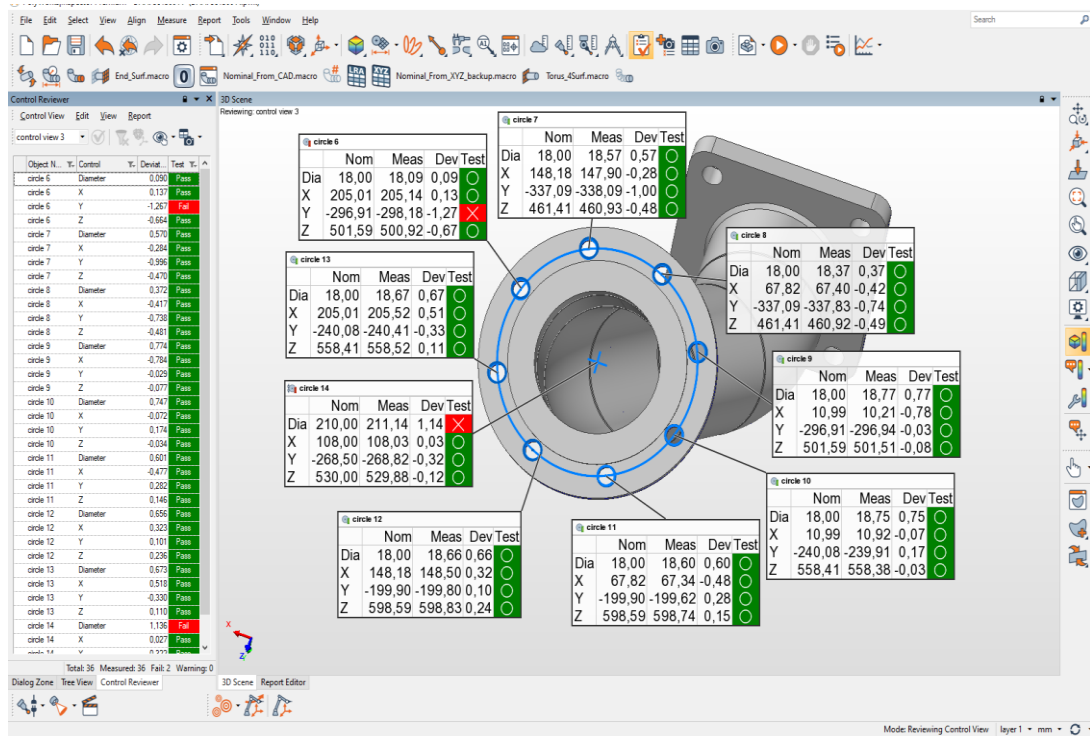 File Edit Select View Align Measure Report Tools Window Help
Search
End_Surf.macro
Nominal_From_CAD.macro
LRA
XYZ
Nominal_From_XYZ_backup.macro
Torus_4Surf.macro
Control Reviewer
Control View Edit View Report
control view 3
Object N... Control Deviat... Test
circle 6 Diameter 0,090 Pass
circle 6 X 0,137 Pass
circle 6 Y -1,267 Fail
circle 6 Z -0,664 Pass
circle 7 Diameter 0,570 Pass
circle 7 X -0,284 Pass
circle 7 Y -0,996 Pass
circle 7 Z -0,470 Pass
circle 8 Diameter 0,372 Pass
circle 8 X -0,417 Pass
circle 8 Y -0,738 Pass
circle 8 Z -0,481 Pass
circle 9 Diameter 0,774 Pass
circle 9 X -0,784 Pass
circle 9 Y -0,029 Pass
circle 9 Z -0,077 Pass
circle 10 Diameter 0,747 Pass
circle 10 X -0,072 Pass
circle 10 Y 0,174 Pass
circle 10 Z -0,034 Pass
circle 11 Diameter 0,601 Pass
circle 11 X -0,477 Pass
circle 11 Y 0,282 Pass
circle 11 Z 0,146 Pass
circle 12 Diameter 0,656 Pass
circle 12 X 0,323 Pass
circle 12 Y 0,101 Pass
circle 12 Z 0,236 Pass
circle 13 Diameter 0,673 Pass
circle 13 X 0,518 Pass
circle 13 Y -0,330 Pass
circle 13 Z 0,110 Pass
circle 14 Diameter 1,136 Fail
circle 14 X 0,027 Pass
Total: 36 Measured: 36 Fail: 2 Warning: 0
Dialog Zone Tree View Control Reviewer
3D Scene
Reviewing: control view 3
circle 6
Nom Meas Dev Test
Dia 18,00 18,09 0,09
X 205,01 205,14 0,13
Y -296,91 -298,18 -1,27
Z 501,59 500,92 -0,67
circle 7
Nom Meas Dev Test
Dia 18,00 18,57 0,57
X 148,18 147,90 -0,28
Y -337,09 -338,09 -1,00
Z 461,41 460,93 -0,48
circle 8
Nom Meas Dev Test
Dia 18,00 18,37 0,37
X 67,82 67,40 -0,42
Y -337,09 -337,83 -0,74
Z 461,41 460,92 -0,49
circle 13
Nom Meas Dev Test
Dia 18,00 18,67 0,67
X 205,01 205,52 0,51
Y -240,08 -240,41 -0,33
Z 558,41 558,52 0,11
circle 9
Nom Meas Dev Test
Dia 18,00 18,77 0,77
X 10,99 10,21 -0,78
Y -296,91 -296,94 -0,03
Z 501,59 501,51 -0,08
circle 14
Nom Meas Dev Test
Dia 210,00 211,14 1,14
X 108,00 108,03 0,03
Y -268,50 -268,82 -0,32
Z 530,00 529,88 -0,12
circle 10
Nom Meas Dev Test
Dia 18,00 18,75 0,75
X 10,99 10,92 -0,07
Y -240,08 -239,91 0,17
Z 558,41 558,38 -0,03
circle 12
Nom Meas Dev Test
Dia 18,00 18,66 0,66
X 148,18 148,50 0,32
Y -199,90 -199,80 0,10
Z 598,59 598,83 0,24
circle 11
Nom Meas Dev Test
Dia 18,00 18,60 0,60
X 67,82 67,34 -0,48
Y -199,90 -199,62 0,28
Z 598,59 598,74 0,15
X
Z
3D Scene Report Editor
Mode: Reviewing Control View layer 1 mm